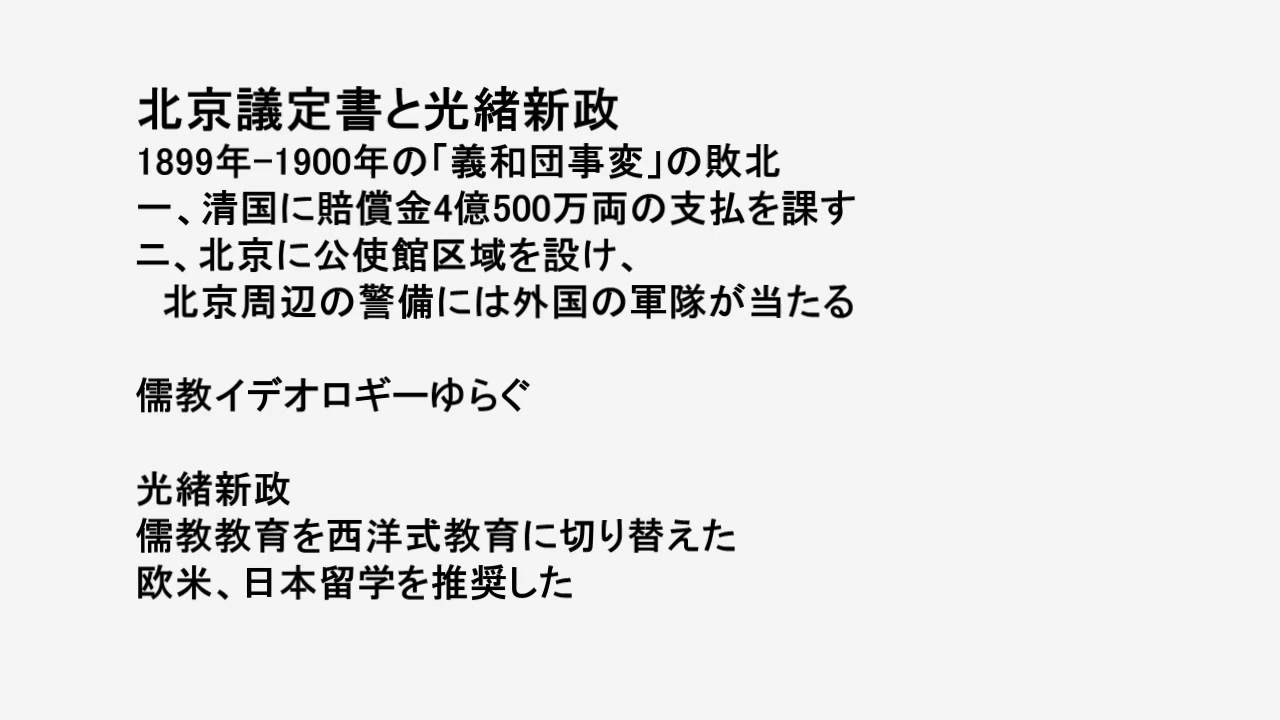 北京議定書と光緒新政
1899年-1900年の「義和団事変」の敗北
一、清国に賠償金4億500万両の支払を課す
二、北京に公使館区域を設け、
北京周辺の警備には外国の軍隊が当たる
儒教イデオロギーゆらぐ
光緒新政
儒教教育を西洋式教育に切り替えた
欧米、日本留学を推奨した